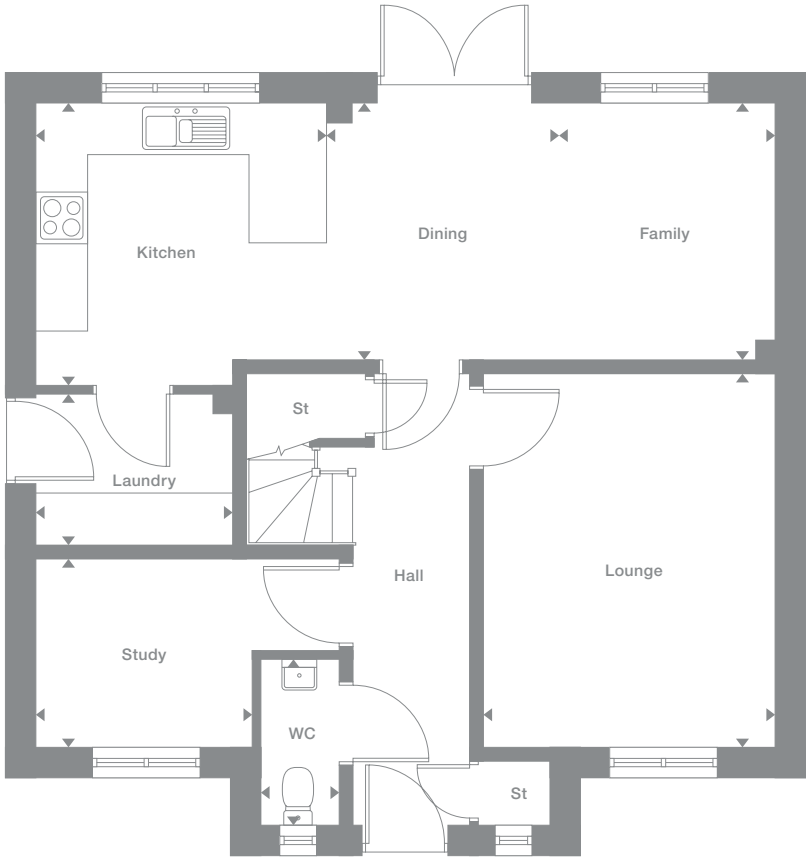 Dining
Family
Kitchen
St
Laundry
Lounge
Hall
Study
WC
St